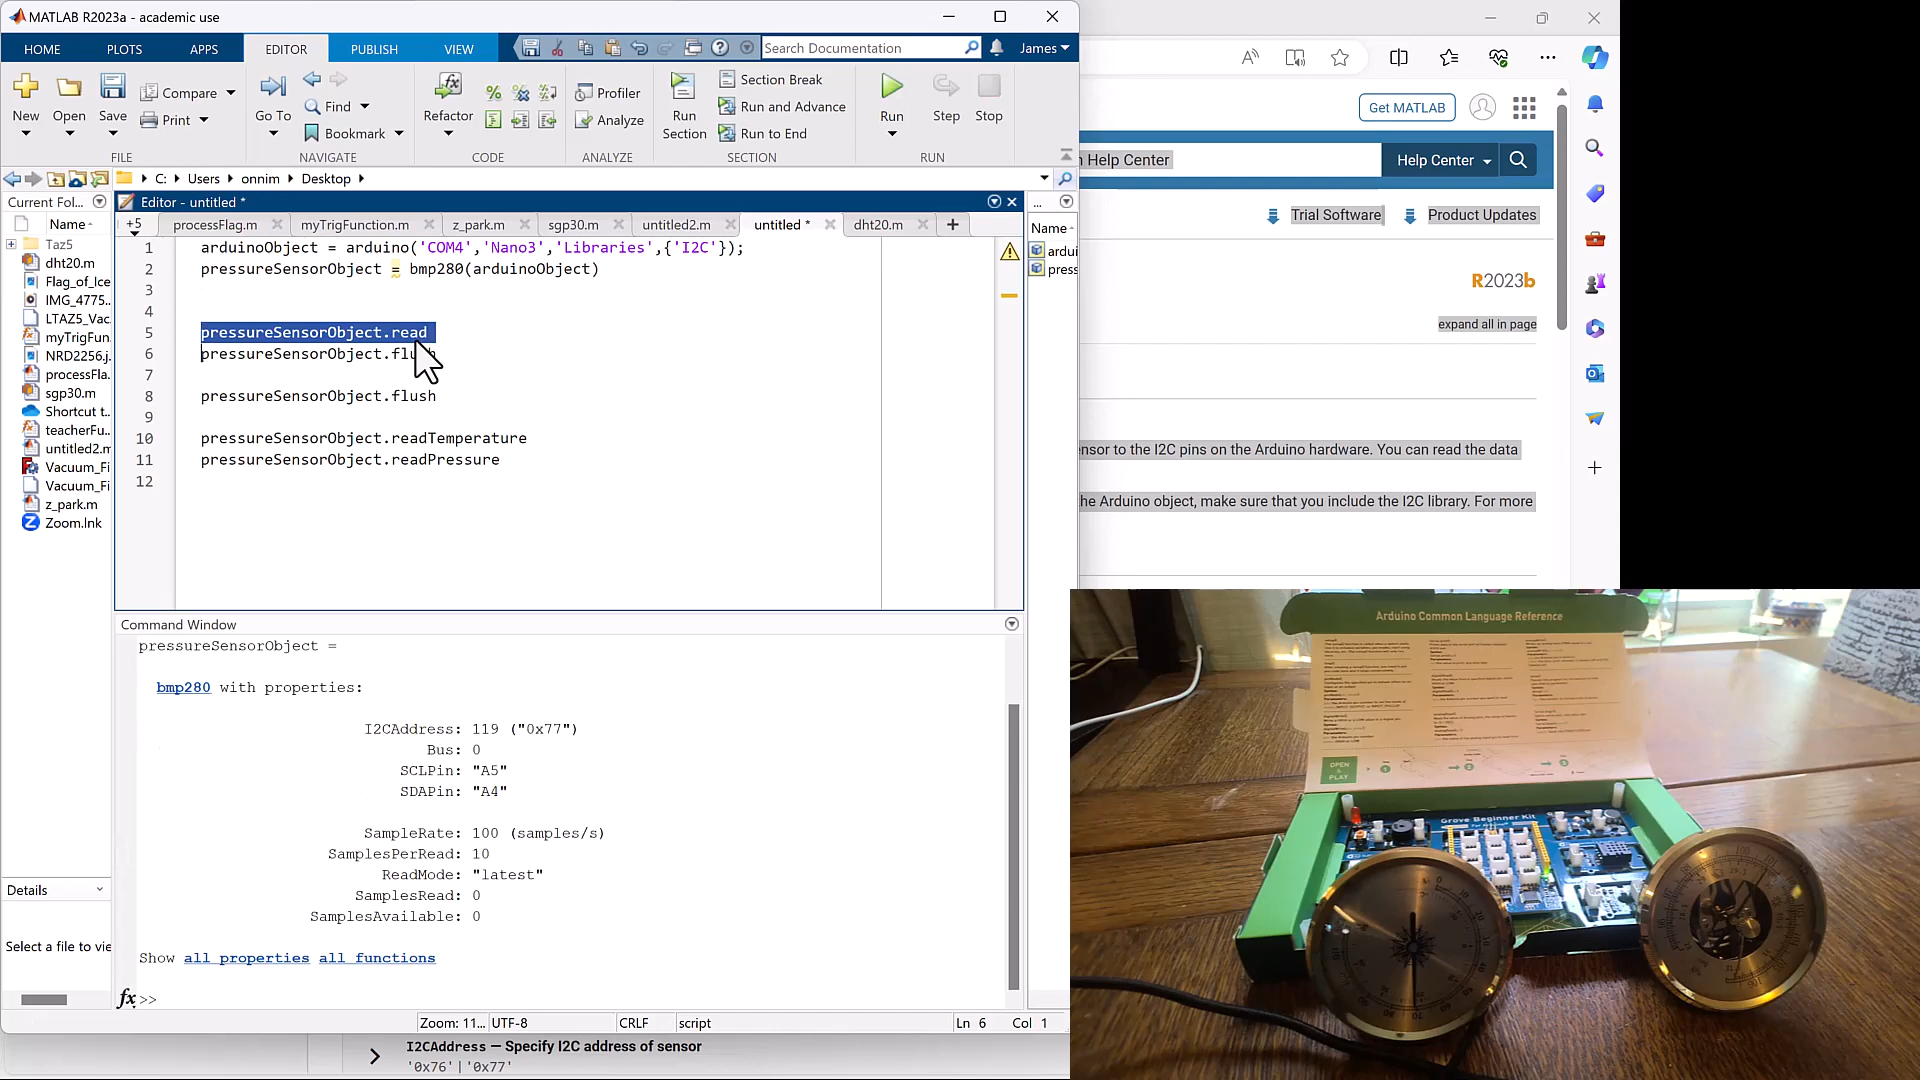 MATLAB R2023a - academic use
HOME PLOTS APPS EDITOR PUBLISH VIEW
Search Documentation
James
New Open Save
Compare
Print
FILE
Go To
Find
Bookmark
NAVIGATE
Refactor
CODE
Profiler
Analyze
ANALYZE
Run Section
Section Break
Run and Advance
Run to End
SECTION
Run Step Stop
RUN
C: Users onnim Desktop
Current Fol...
Name
Taz5
dht20.m
Flag_of_Ice
IMG_4775..
LTAZ5_Vac
myTrigFun.
NRD2256.j.
processFla.
sgp30.m
Shortcut t...
teacherFu..
untitled2.m
Vacuum_Fi
Vacuum_Fi
z_park.m
Zoom.lnk
Details
Select a file to vie
Editor - untitled *
+5 processFlag.m myTrigFunction.m z_park.m sgp30.m untitled2.m untitled * dht20.m
1 arduinoObject = arduino('COM4','Nano3','Libraries',{'I2C'});
2 pressureSensorObject = bmp280(arduinoObject)
3
4
5 pressureSensorObject.read
6 pressureSensorObject.flush
7
8 pressureSensorObject.flush
9
10 pressureSensorObject.readTemperature
11 pressureSensorObject.readPressure
12
...
Name
ardui
press
Command Window
pressureSensorObject =
bmp280 with properties:
I2CAddress: 119 ("0x77")
Bus: 0
SCLPin: "A5"
SDAPin: "A4"
SampleRate: 100 (samples/s)
SamplesPerRead: 10
ReadMode: "latest"
SamplesRead: 0
SamplesAvailable: 0
Show all properties all functions
fx >>
Zoom: 11... UTF-8 CRLF script Ln 6 Col 1
I2CAddress — Specify I2C address of sensor
'0x76'|'0x77'
Get MATLAB
Help Center
Help Center
Trial Software Product Updates
R2023b
expand all in page
ensor to the I2C pins on the Arduino hardware. You can read the data
he Arduino object, make sure that you include the I2C library. For more
Arduino Common Language Reference
OPEN & PLAY
Grove Beginner Kit